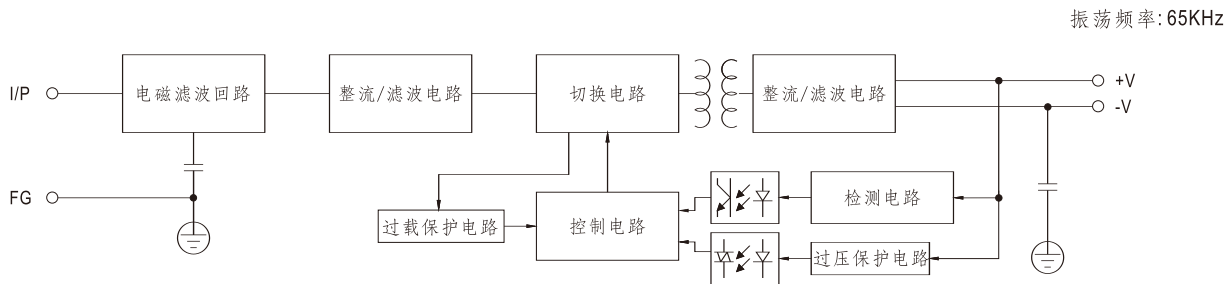 振荡频率: 65KHz
I/P
电磁滤波回路
整流/滤波电路
切换电路
整流/滤波电路
+V
-V
FG
过载保护电路
控制电路
检测电路
过压保护电路